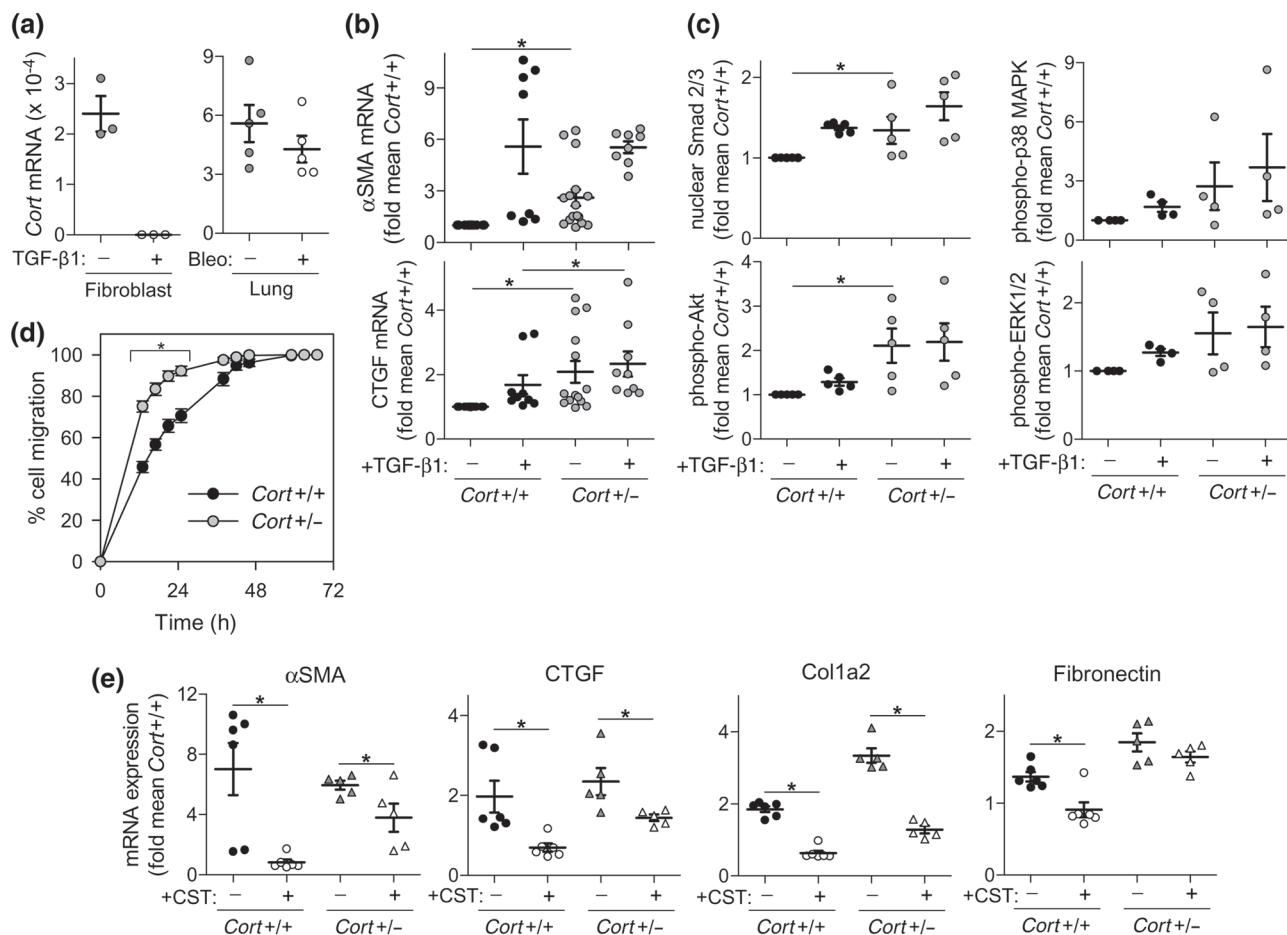 (a)
Cort mRNA (x 10-4)
3
2
1
0
9
6
3
0
TGF-β1: – +
Fibroblast
Bleo: – +
Lung
(b)
αSMA mRNA
(fold mean Cort+/+)
9
6
3
0
*
CTGF mRNA
(fold mean Cort+/+)
4
2
0
* *
+TGF-β1: – + – +
Cort+/+ Cort+/–
(c)
nuclear Smad 2/3
(fold mean Cort+/+)
2
1
0
*
phospho-p38 MAPK
(fold mean Cort+/+)
9
6
3
0
phospho-Akt
(fold mean Cort+/+)
4
2
0
*
phospho-ERK1/2
(fold mean Cort+/+)
2
1
0
+TGF-β1: – + – +
Cort+/+ Cort+/–
+TGF-β1: – + – +
Cort+/+ Cort+/–
(d)
% cell migration
100
80
60
40
20
0
*
Cort+/+
Cort+/–
0 24 48 72
Time (h)
(e)
mRNA expression
(fold mean Cort+/+)
αSMA
12
8
4
0
* *
+CST: – + – +
Cort+/+ Cort+/–
CTGF
4
2
0
* *
+CST: – + – +
Cort+/+ Cort+/–
Col1a2
4
2
0
* *
+CST: – + – +
Cort+/+ Cort+/–
Fibronectin
2
1
0
*
+CST: – + – +
Cort+/+ Cort+/–